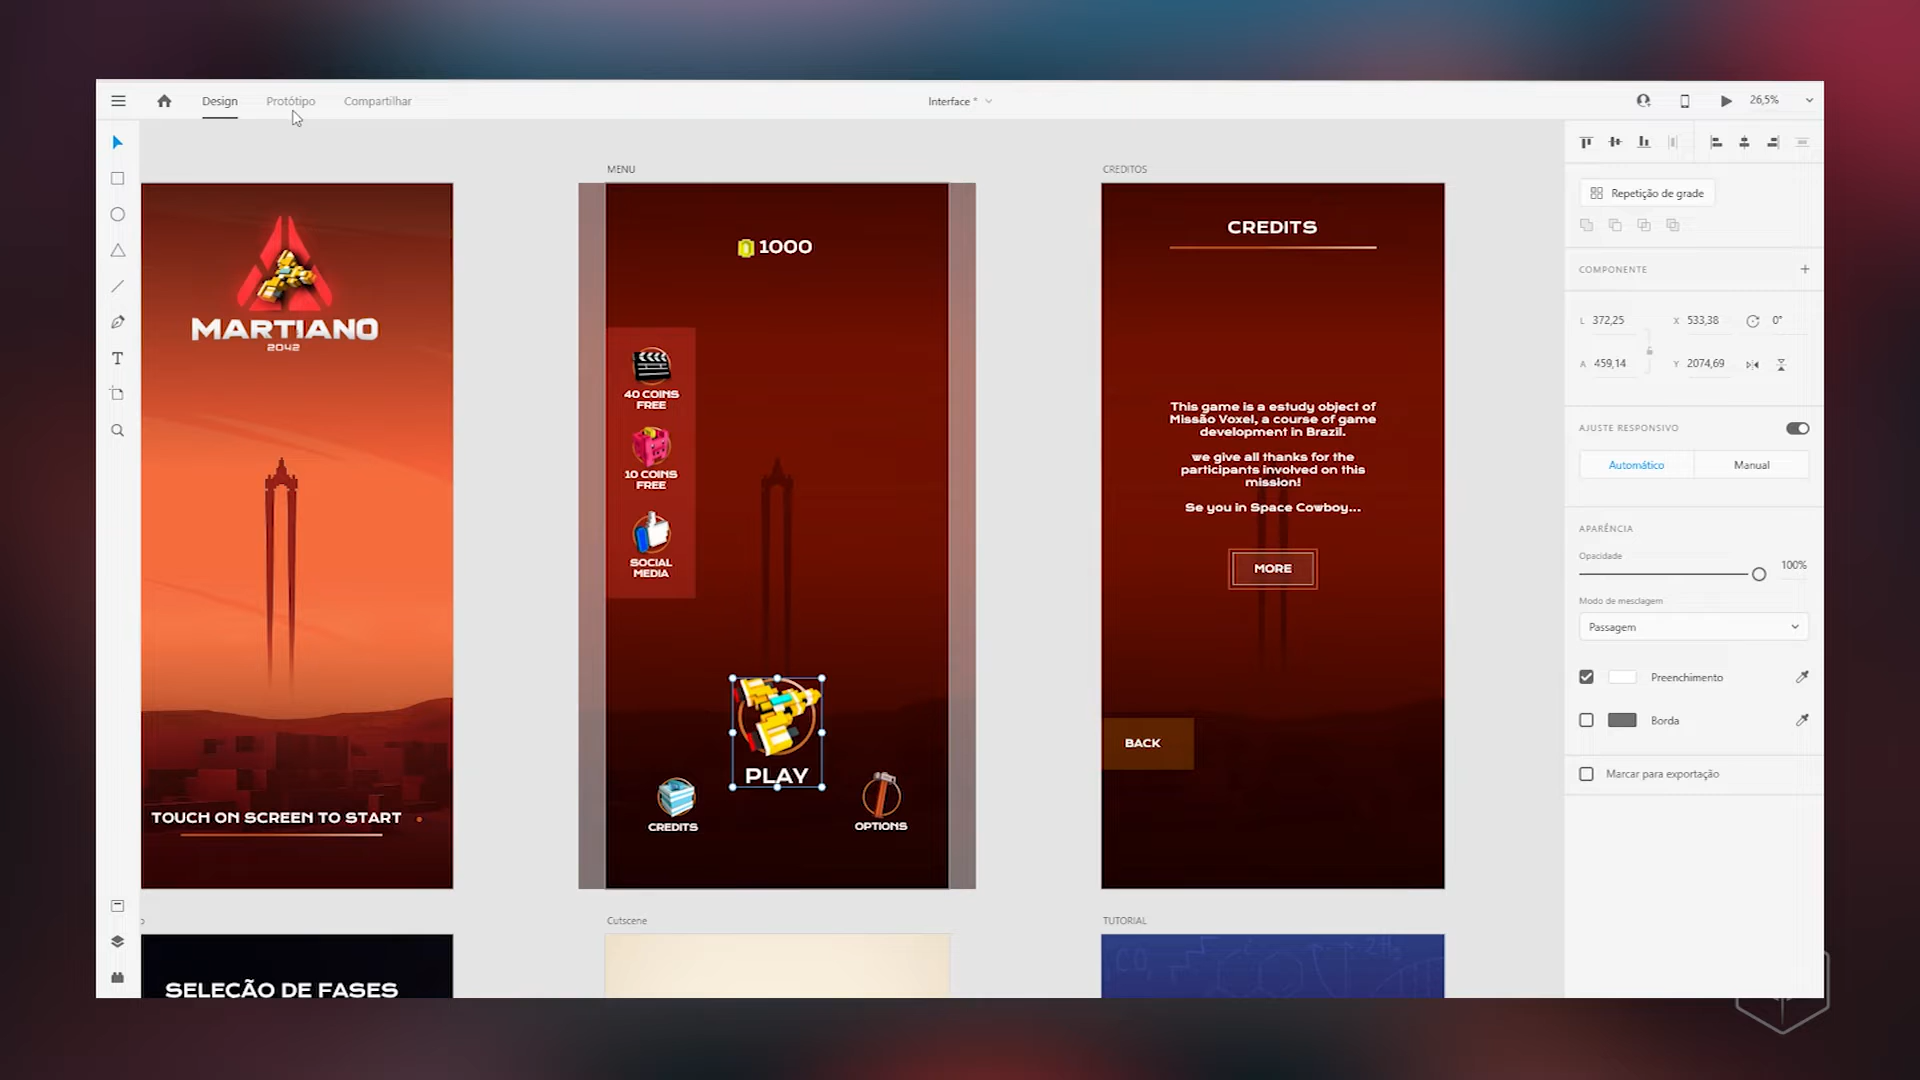 Design
Protótipo
Compartilhar
Interface *
26,5%
MENU
CREDITOS
MARTIANO
2042
TOUCH ON SCREEN TO START
1000
40 COINS
FREE
10 COINS
FREE
SOCIAL
MEDIA
PLAY
CREDITS
OPTIONS
CREDITS
This game is a estudy object of
Missão Voxel, a course of game
development in Brazil.
we give all thanks for the
participants involved on this
mission!
Se you in Space Cowboy...
MORE
BACK
Cutscene
TUTORIAL
SELEÇÃO DE FASES
CO
2H
Repetição de grade
COMPONENTE
L 372,25
X 533,38
0°
A 459,14
Y 2074,69
AJUSTE RESPONSIVO
Automático
Manual
APARÊNCIA
Opacidade
100%
Modo de mesclagem
Passagem
Preenchimento
Borda
Marcar para exportação